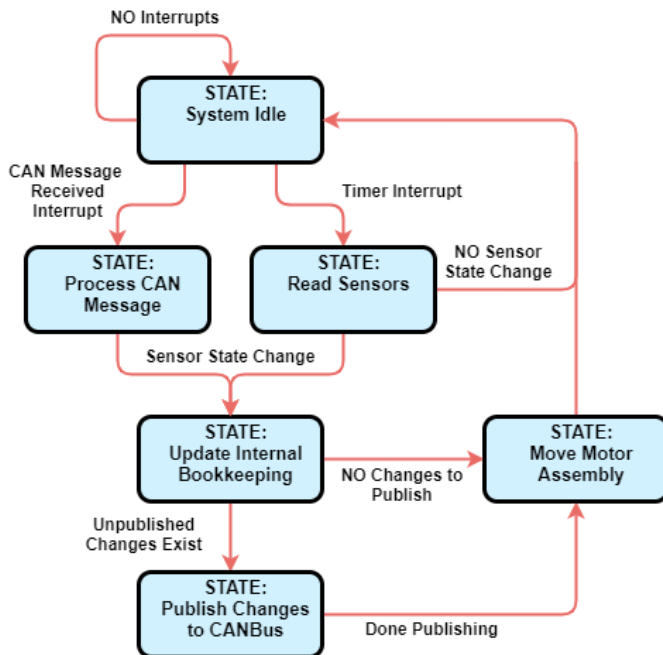 NO Interrupts
STATE:
System Idle
CAN Message
Received
Interrupt
Timer Interrupt
STATE:
Process CAN
Message
STATE:
Read Sensors
NO Sensor
State Change
Sensor State Change
STATE:
Update Internal
Bookkeeping
NO Changes to
Publish
STATE:
Move Motor
Assembly
Unpublished
Changes Exist
STATE:
Publish Changes
to CANBus
Done Publishing